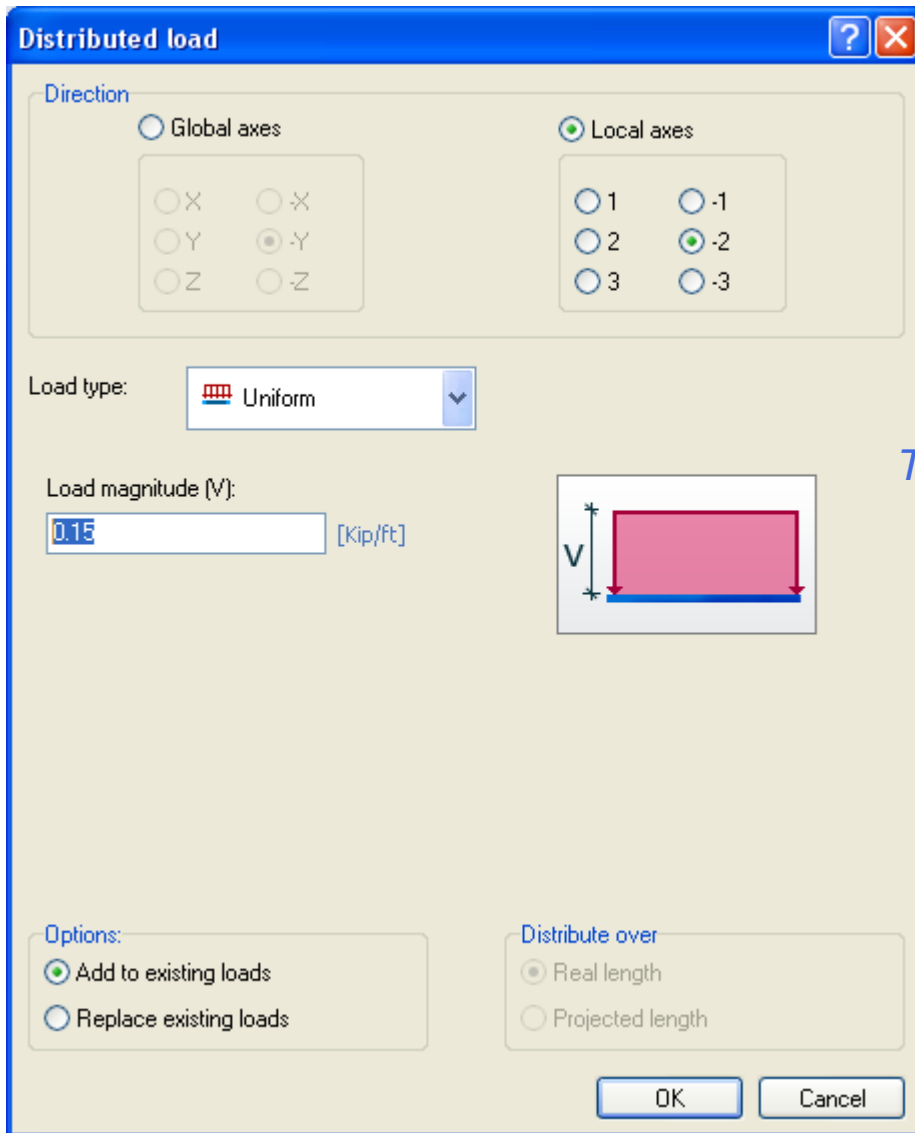 Distributed load
Direction
Global axes
Local axes
X -X
Y -Y
Z -Z
1 -1
2 -2
3 -3
Load type:
Uniform
Load magnitude (V):
0.15 [Kip/ft]
V
7
Options:
Add to existing loads
Replace existing loads
Distribute over
Real length
Projected length
OK
Cancel